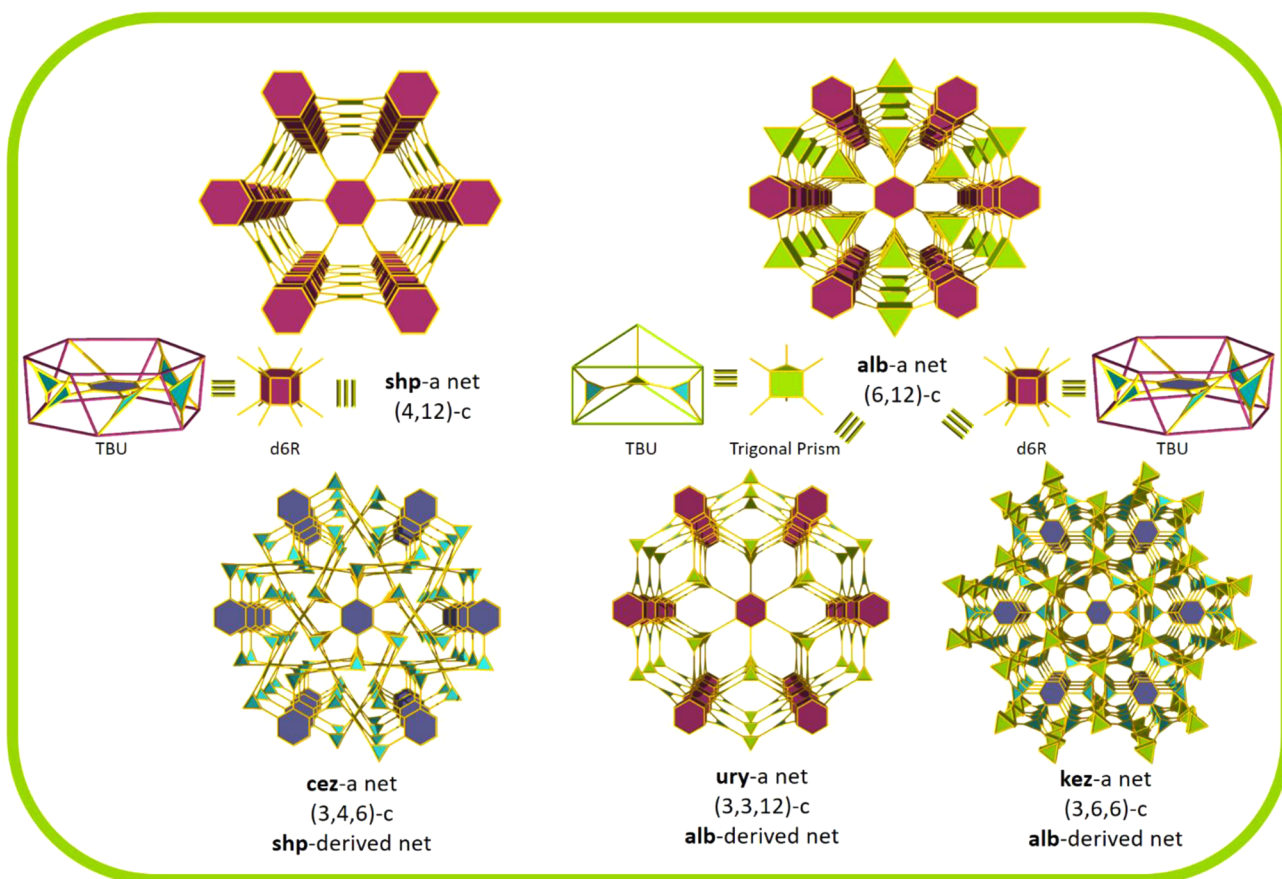 shp-a net
(4,12)-c
TBU
d6R
alb-a net
(6,12)-c
TBU
Trigonal Prism
d6R
TBU
cez-a net
(3,4,6)-c
shp-derived net
ury-a net
(3,3,12)-c
alb-derived net
kez-a net
(3,6,6)-c
alb-derived net